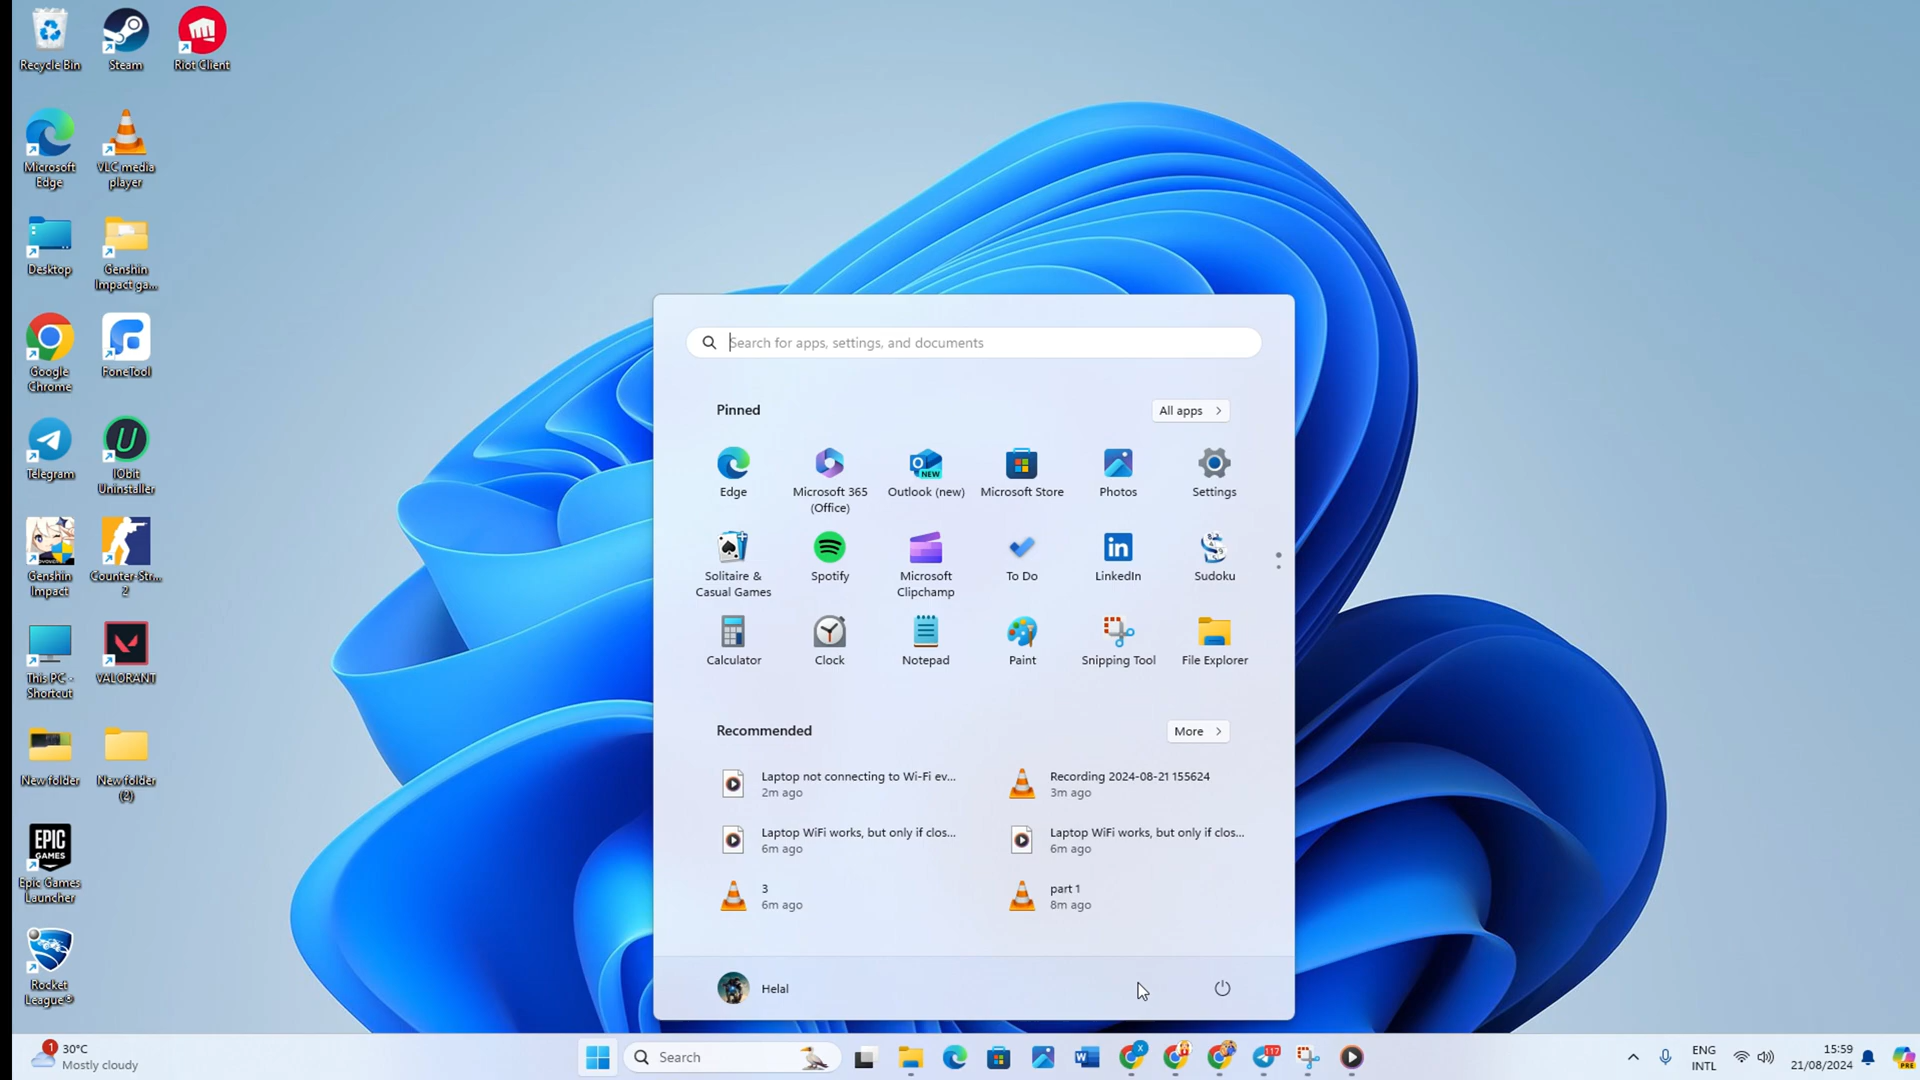 Recycle Bin
Steam
Riot Client
Microsoft
Edge
VLC media
player
Desktop
Genshin
Impact ga...
Google
Chrome
FoneTool
Telegram
IObit
Uninstaller
Genshin
Impact
Counter-Str...
2
This PC -
Shortcut
VALORANT
New folder
New folder
(2)
EPIC
GAMES
Epic Games
Launcher
Rocket
League®
Search for apps, settings, and documents
Pinned
All apps
NEW
Edge
Microsoft 365
(Office)
Outlook (new)
Microsoft Store
Photos
Settings
Solitaire &
Casual Games
Spotify
Microsoft
Clipchamp
To Do
LinkedIn
Sudoku
Calculator
Clock
Notepad
Paint
Snipping Tool
File Explorer
Recommended
More
Laptop not connecting to Wi-Fi ev...
2m ago
Recording 2024-08-21 155624
3m ago
Laptop WiFi works, but only if clos...
6m ago
Laptop WiFi works, but only if clos...
6m ago
3
6m ago
part 1
8m ago
Helal
1
30°C
Mostly cloudy
Search
X
117
ENG
INTL
15:59
21/08/2024
PRE